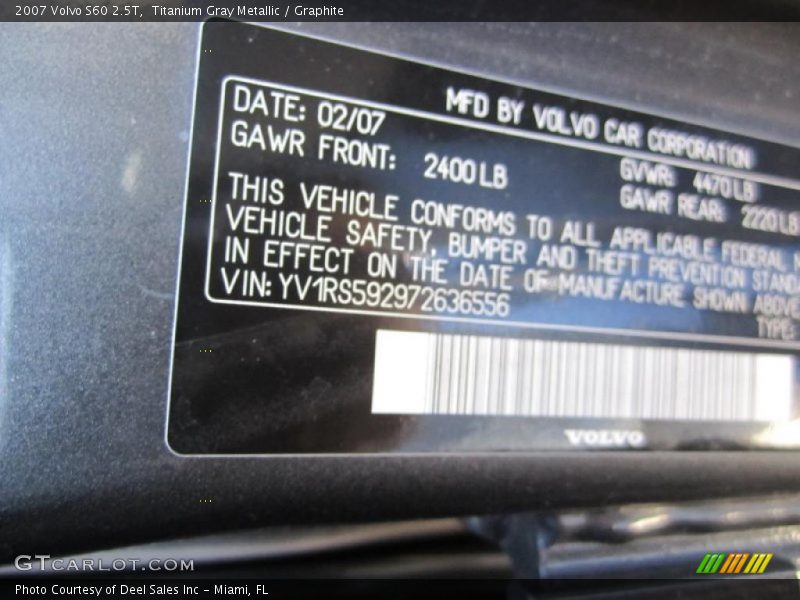 2007 Volvo S60 2.5T, Titanium Gray Metallic / Graphite
MFD BY VOLVO CAR CORPORATION
DATE: 02/07
GVWR: 4470 LB
GAWR FRONT: 2400 LB
GAWR REAR: 2220 LB
THIS VEHICLE CONFORMS TO ALL APPLICABLE FEDERAL
VEHICLE SAFETY, BUMPER AND THEFT PREVENTION STANDA
IN EFFECT ON THE DATE OF MANUFACTURE SHOWN ABOVE
VIN: YV1RS592972636556
TYPE:
VOLVO
GTCARLOT.COM
Photo Courtesy of Deel Sales Inc - Miami, FL